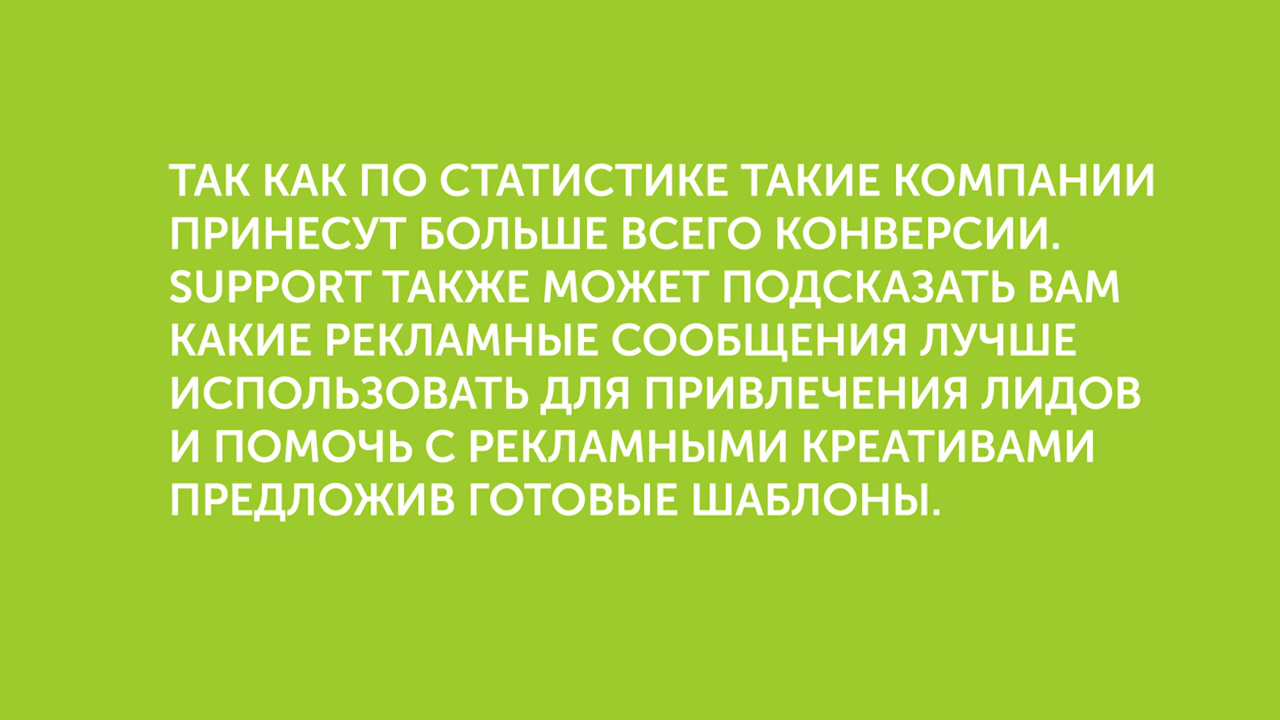 ТАК КАК ПО СТАТИСТИКЕ ТАКИЕ КОМПАНИИ
ПРИНЕСУТ БОЛЬШЕ ВСЕГО КОНВЕРСИИ.
SUPPORT ТАКЖЕ МОЖЕТ ПОДСКАЗАТЬ ВАМ
КАКИЕ РЕКЛАМНЫЕ СООБЩЕНИЯ ЛУЧШЕ
ИСПОЛЬЗОВАТЬ ДЛЯ ПРИВЛЕЧЕНИЯ ЛИДОВ
И ПОМОЧЬ С РЕКЛАМНЫМИ КРЕАТИВАМИ
ПРЕДЛОЖИВ ГОТОВЫЕ ШАБЛОНЫ.